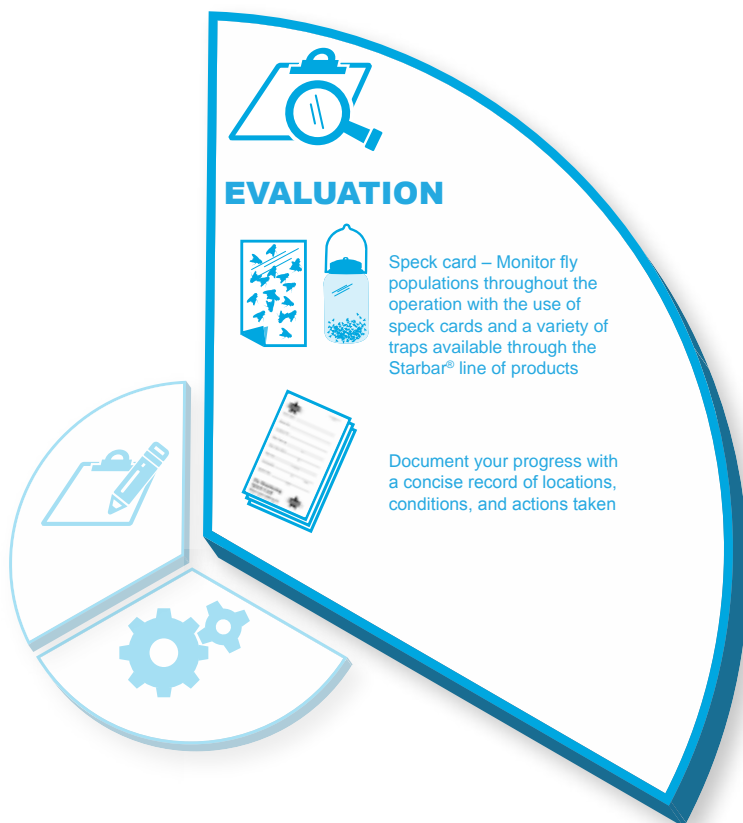 EVALUATION
Speck card – Monitor fly
populations throughout the
operation with the use of
speck cards and a variety of
traps available through the
Starbar® line of products
Document your progress with
a concise record of locations,
conditions, and actions taken